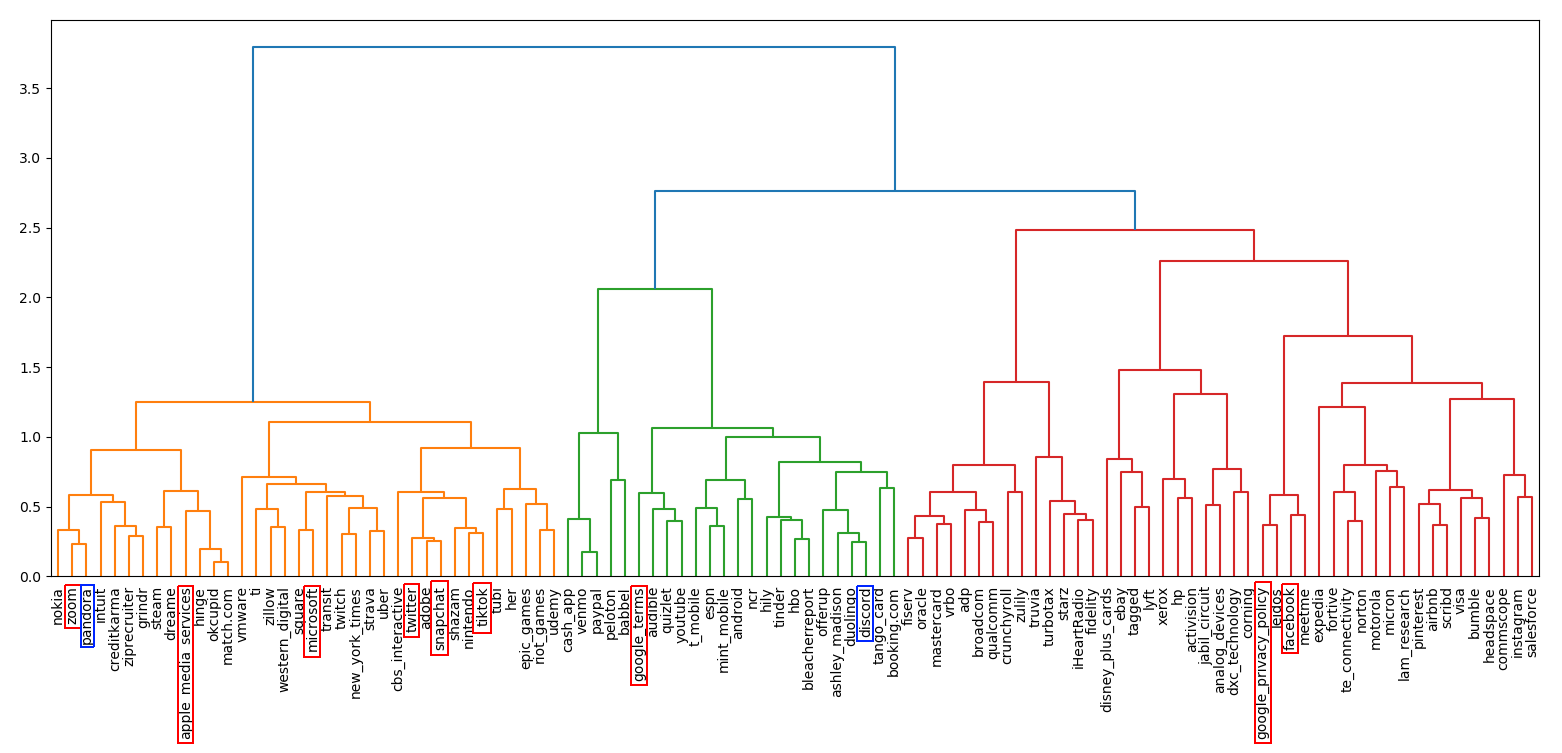 3.5
3.0
2.5
2.0
1.5
1.0
0.5
0.0
nokia
zoom
pandora
intuit
creditkarma
ziprecruiter
grindr
steam
dreame
apple_media_services
hinge
okcupid
match.com
vmware
ti
zillow
western_digital
square
microsoft
transit
twitch
new_york_times
strava
uber
cbs_interactive
twitter
adobe
snapchat
shazam
nintendo
tiktok
tubi
her
epic_games
riot_games
udemy
cash_app
venmo
paypal
peloton
babbel
google_terms
audible
quizlet
youtube
t_mobile
espn
mint_mobile
android
ncr
hily
tinder
hbo
bleacherreport
offerup
ashley_madison
duolingo
discord
tango_card
booking.com
fiserv
oracle
mastercard
vrbo
adp
broadcom
qualcomm
crunchyroll
zulily
truvia
turbotax
starz
iHeartRadio
fidelity
disney_plus_cards
ebay
tagged
lyft
xerox
hp
activision
jabil_circuit
analog_devices
dxc_technology
corning
google_privacy_policy
leidos
facebook
meetme
expedia
fortive
te_connectivity
norton
motorola
micron
lam_research
pinterest
airbnb
scribd
visa
bumble
headspace
commscope
instagram
salesforce